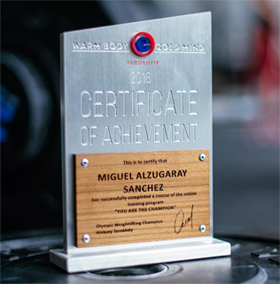 WARM BODY COLD MIND
TOROKHTIY
2018
CERTIFICATE
OF ACHIEVEMENT
This is to certify that
MIGUEL ALZUGARAY
SANCHEZ
has successfully completed a course of the online
training program
"YOU ARE THE CHAMPION"
Olympic Weightlifting Champion
Oleksiy Torokhtiy